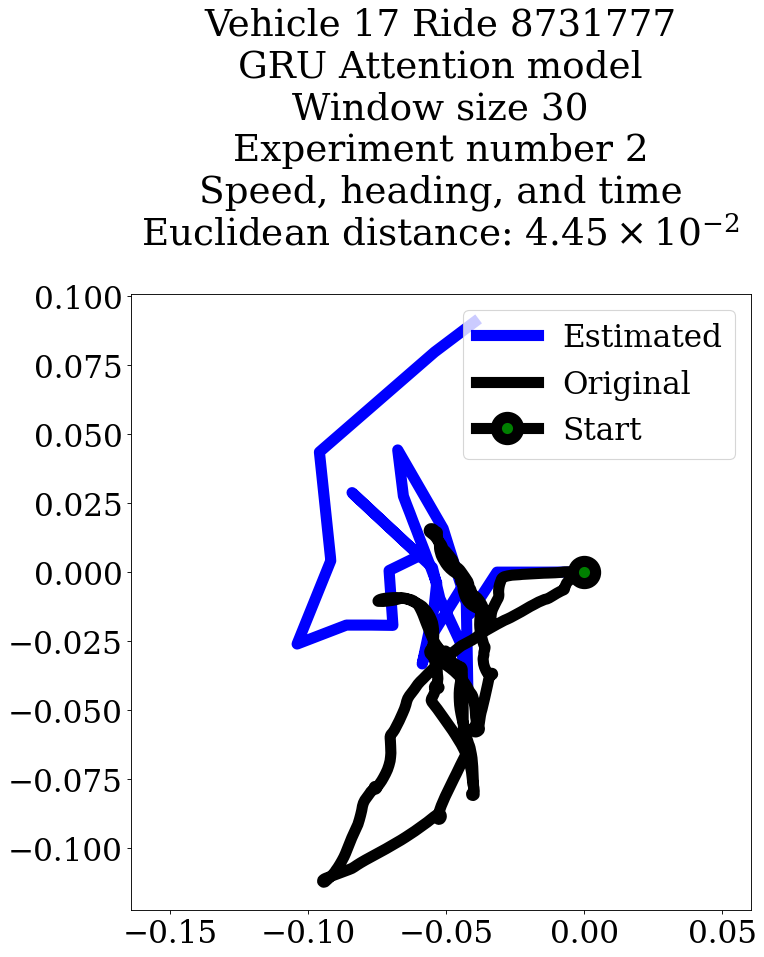 Vehicle 17 Ride 8731777
GRU Attention model
Window size 30
Experiment number 2
Speed, heading, and time
Euclidean distance: 4.45 × 10⁻²
Estimated
Original
Start
0.100
0.075
0.050
0.025
0.000
−0.025
−0.050
−0.075
−0.100
−0.15
−0.10
−0.05
0.00
0.05